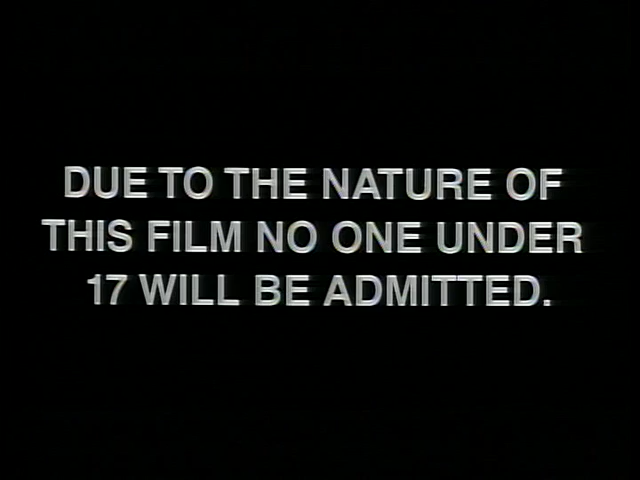 DUE TO THE NATURE OF
THIS FILM NO ONE UNDER
17 WILL BE ADMITTED.